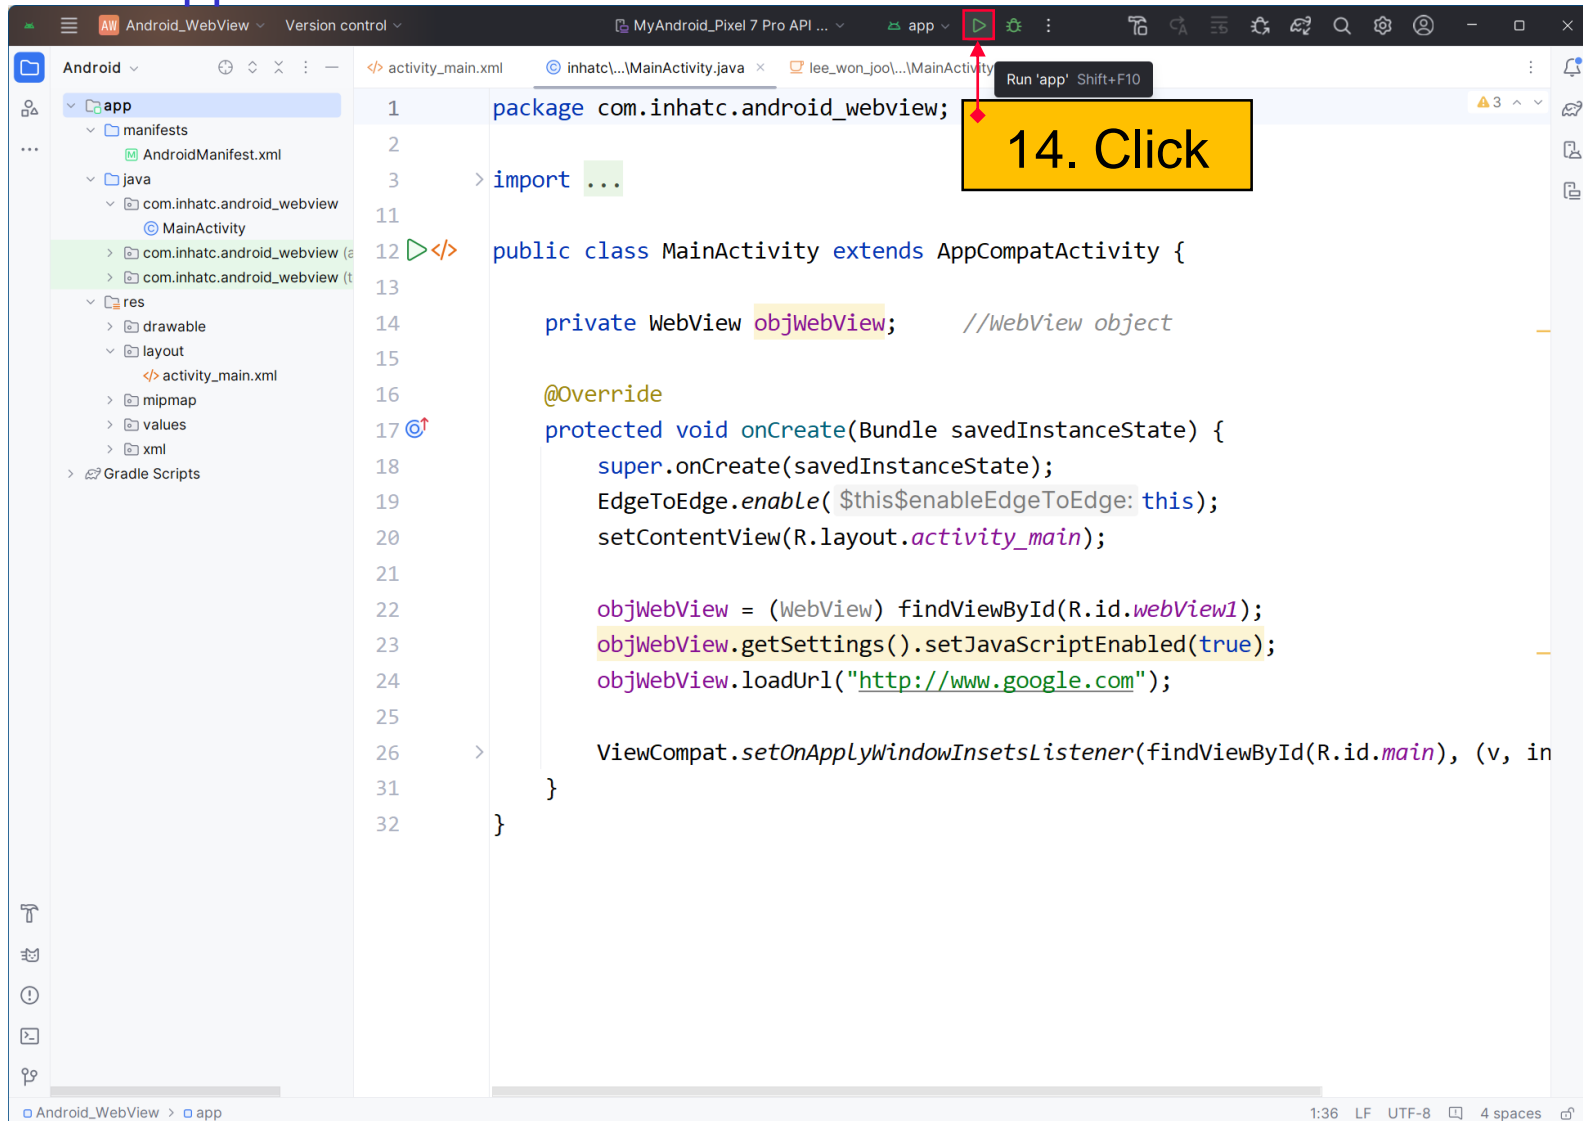 AW Android_WebView Version control MyAndroid_Pixel 7 Pro API ... app
Android
activity_main.xml inhatc\...\MainActivity.java lee_won_joo\...\MainActivity
Run 'app' Shift+F10
14. Click
3
app
manifests
AndroidManifest.xml
java
com.inhatc.android_webview
MainActivity
com.inhatc.android_webview (a
com.inhatc.android_webview (t
res
drawable
layout
activity_main.xml
mipmap
values
xml
Gradle Scripts
1 package com.inhatc.android_webview;
2
3 import ...
11
12 public class MainActivity extends AppCompatActivity {
13
14 private WebView objWebView; //WebView object
15
16 @Override
17 protected void onCreate(Bundle savedInstanceState) {
18 super.onCreate(savedInstanceState);
19 EdgeToEdge.enable( $this$enableEdgeToEdge: this);
20 setContentView(R.layout.activity_main);
21
22 objWebView = (WebView) findViewById(R.id.webView1);
23 objWebView.getSettings().setJavaScriptEnabled(true);
24 objWebView.loadUrl("http://www.google.com");
25
26 ViewCompat.setOnApplyWindowInsetsListener(findViewById(R.id.main), (v, in
31 }
32 }
Android_WebView > app
1:36 LF UTF-8 4 spaces